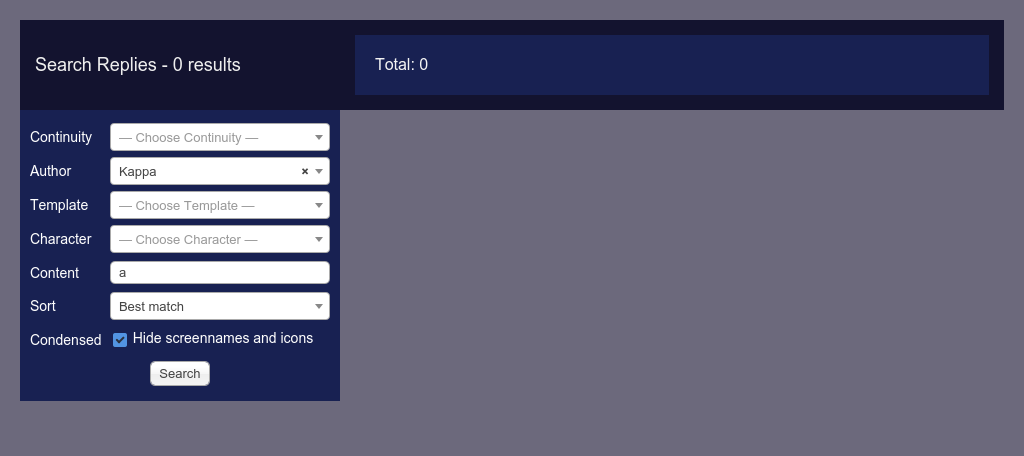 Search Replies - 0 results
Total: 0
Continuity — Choose Continuity —
Author Kappa ×
Template — Choose Template —
Character — Choose Character —
Content a
Sort Best match
Condensed Hide screennames and icons
Search